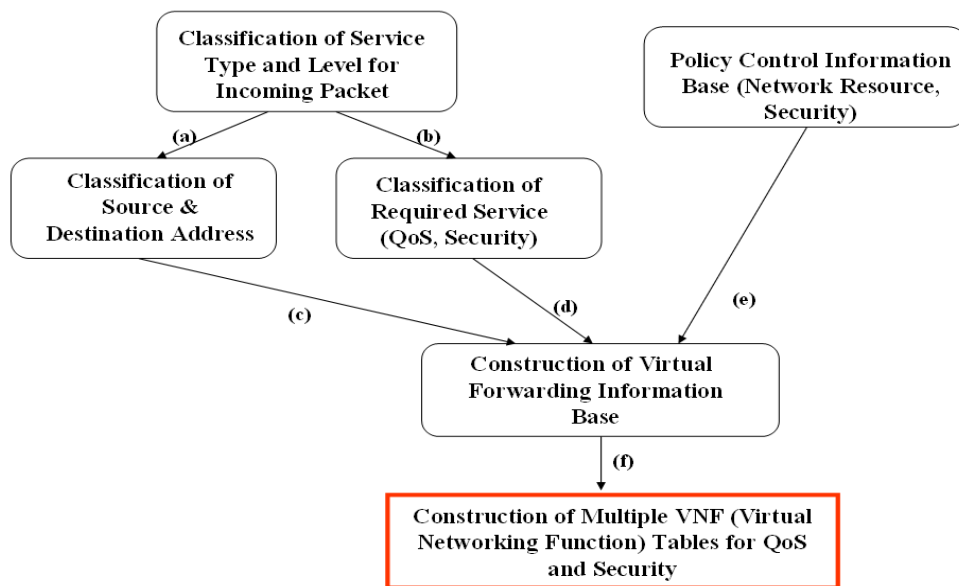 Classification of Service
Type and Level for
Incoming Packet
Policy Control Information
Base (Network Resource,
Security)
(a)
(b)
Classification of
Source &
Destination Address
Classification of
Required Service
(QoS, Security)
(c)
(d)
(e)
Construction of Virtual
Forwarding Information
Base
(f)
Construction of Multiple VNF (Virtual
Networking Function) Tables for QoS
and Security